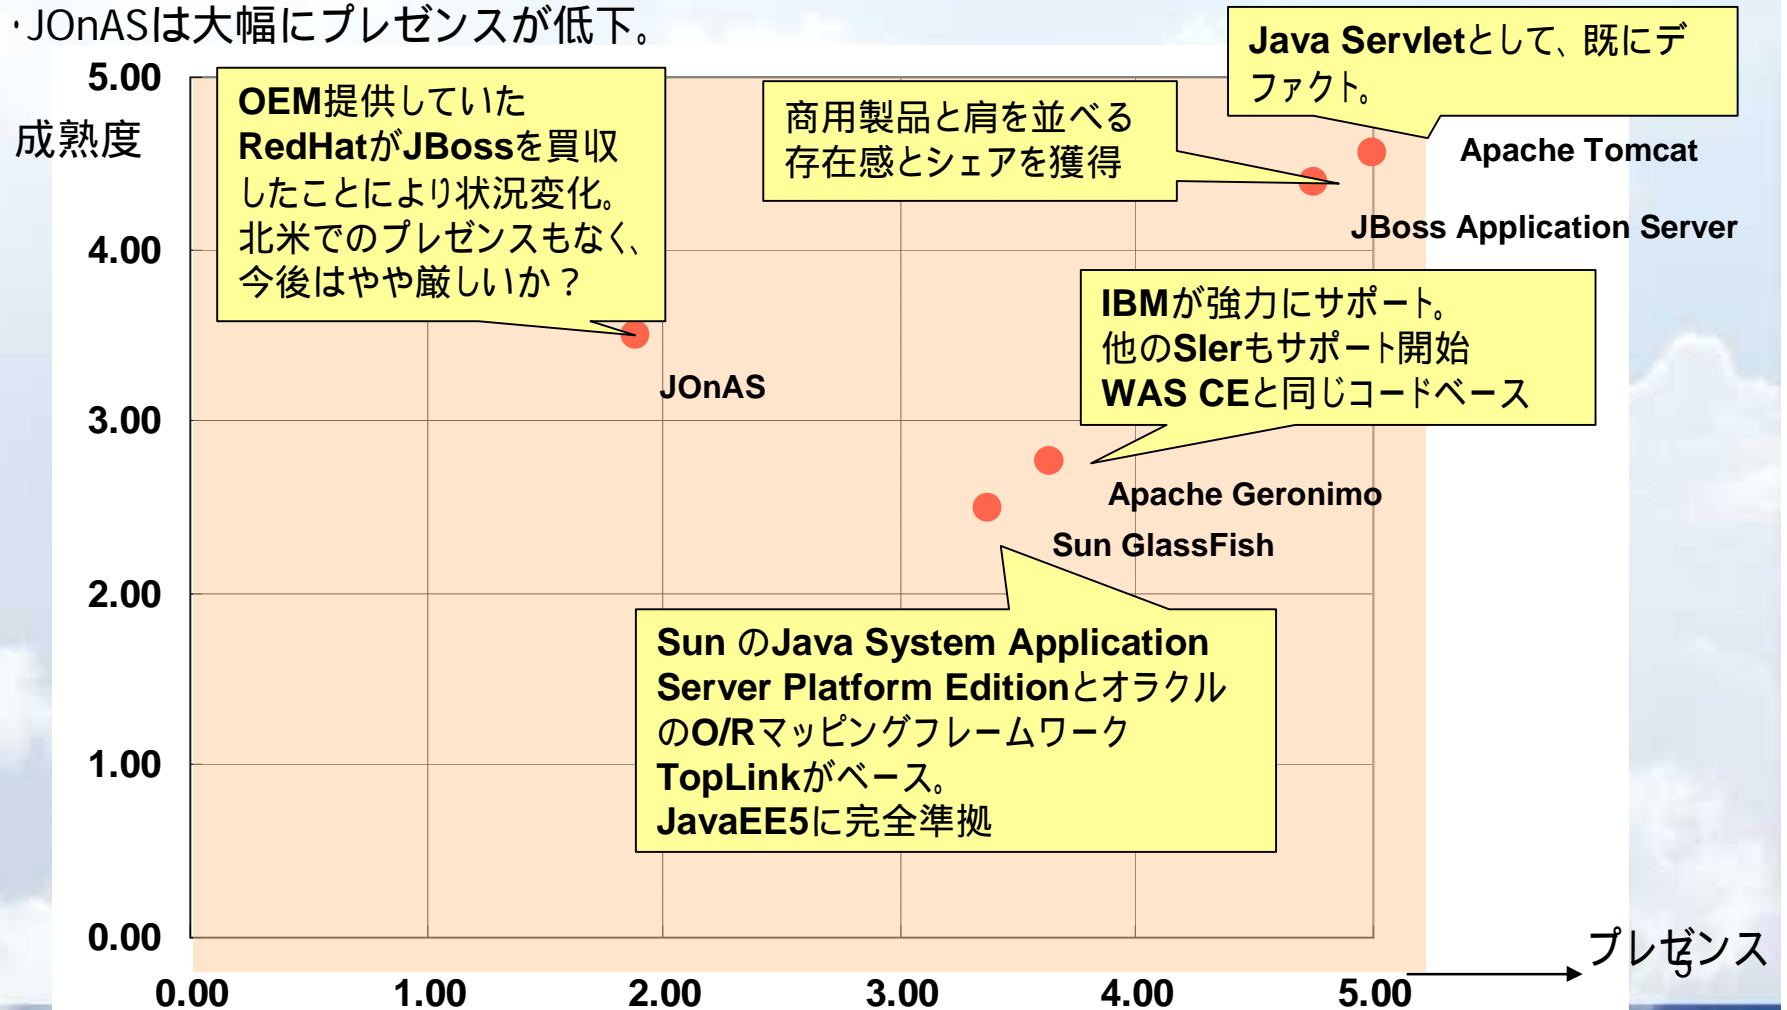 ･JOnASは大幅にプレゼンスが低下。
Java Servletとして、既にデ
ファクト。
5.00
成熟度
OEM提供していた
RedHatがJBossを買収
したことにより状況変化。
北米でのプレゼンスもなく、
今後はやや厳しいか？
商用製品と肩を並べる
存在感とシェアを獲得
Apache Tomcat
JBoss Application Server
4.00
IBMが強力にサポート。
他のSIerもサポート開始
WAS CEと同じコードベース
JOnAS
3.00
Apache Geronimo
Sun GlassFish
2.00
Sun のJava System Application
Server Platform Editionとオラクル
のO/Rマッピングフレームワーク
TopLinkがベース。
JavaEE5に完全準拠
1.00
0.00
プレゼンス
5
0.00 1.00 2.00 3.00 4.00 5.00